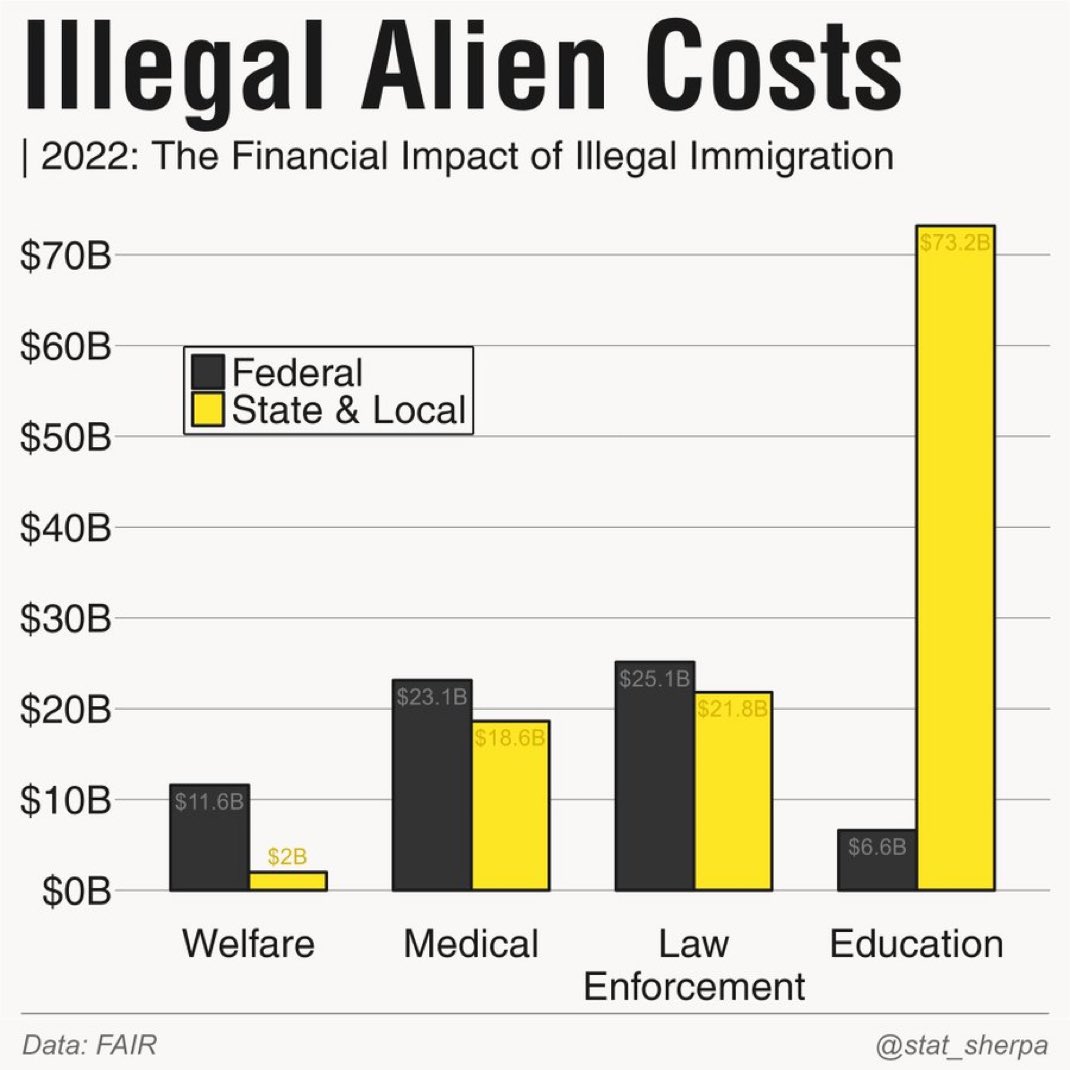 Illegal Alien Costs
| 2022: The Financial Impact of Illegal Immigration
$70B
$73.2B
$60B
Federal
State & Local
$50B
$40B
$30B
$20B
$23.1B
$18.6B
$25.1B
$21.8B
$10B
$11.6B
$2B
$6.6B
$0B
Welfare
Medical
Law
Enforcement
Education
Data: FAIR
@stat_sherpa